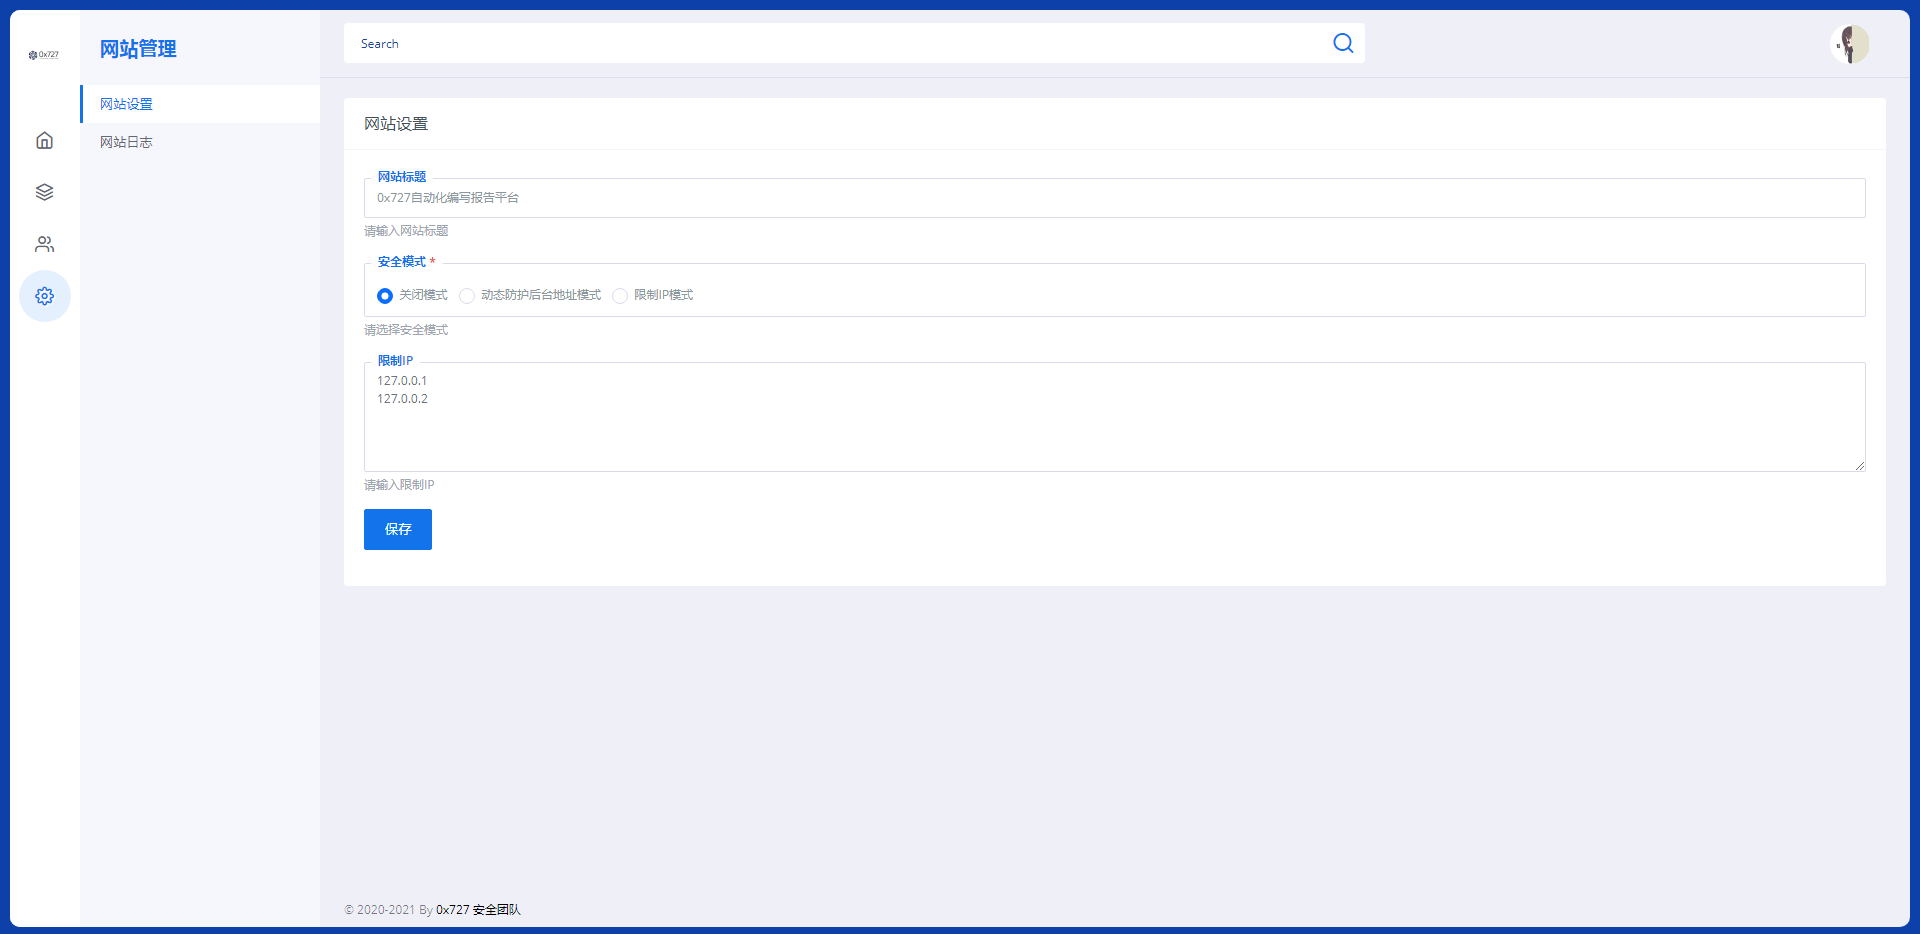 0x727
网站管理
网站设置
网站日志
Search
网站设置
网站标题
0x727自动化编写报告平台
请输入网站标题
安全模式 *
关闭模式 动态防护后台地址模式 限制IP模式
请选择安全模式
限制IP
127.0.0.1
127.0.0.2
请输入限制IP
保存
© 2020-2021 By 0x727 安全团队